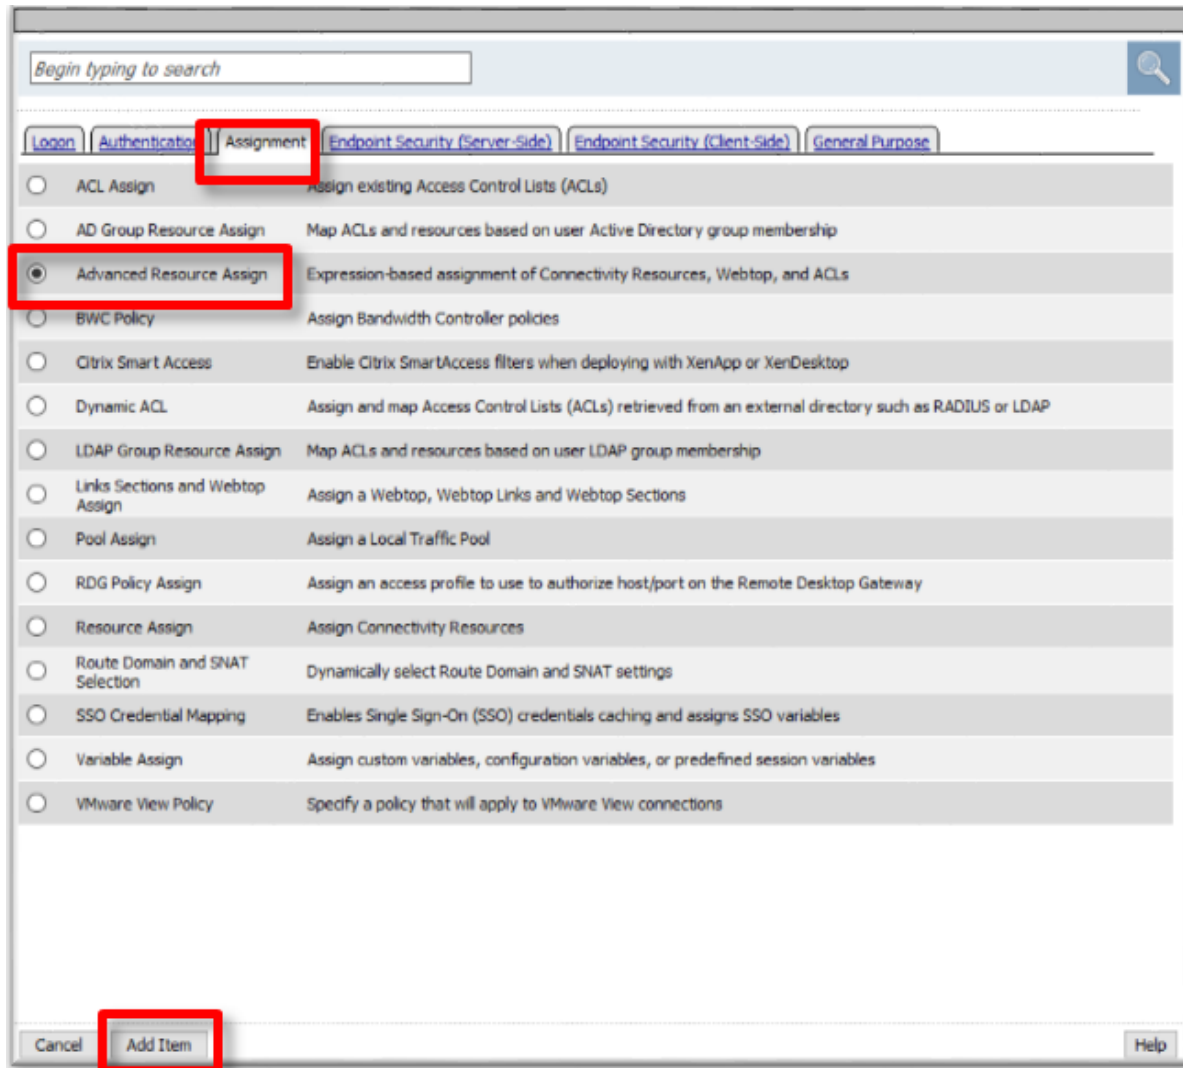 Begin typing to search
Logon Authentication Assignment Endpoint Security (Server-Side) Endpoint Security (Client-Side) General Purpose
ACL Assign Assign existing Access Control Lists (ACLs)
AD Group Resource Assign Map ACLs and resources based on user Active Directory group membership
Advanced Resource Assign Expression-based assignment of Connectivity Resources, Webtop, and ACLs
BWC Policy Assign Bandwidth Controller policies
Citrix Smart Access Enable Citrix SmartAccess filters when deploying with XenApp or XenDesktop
Dynamic ACL Assign and map Access Control Lists (ACLs) retrieved from an external directory such as RADIUS or LDAP
LDAP Group Resource Assign Map ACLs and resources based on user LDAP group membership
Links Sections and Webtop
Assign
Assign a Webtop, Webtop Links and Webtop Sections
Pool Assign Assign a Local Traffic Pool
RDG Policy Assign Assign an access profile to use to authorize host/port on the Remote Desktop Gateway
Resource Assign Assign Connectivity Resources
Route Domain and SNAT
Selection
Dynamically select Route Domain and SNAT settings
SSO Credential Mapping Enables Single Sign-On (SSO) credentials caching and assigns SSO variables
Variable Assign Assign custom variables, configuration variables, or predefined session variables
VMware View Policy Specify a policy that will apply to VMware View connections
Cancel Add Item Help